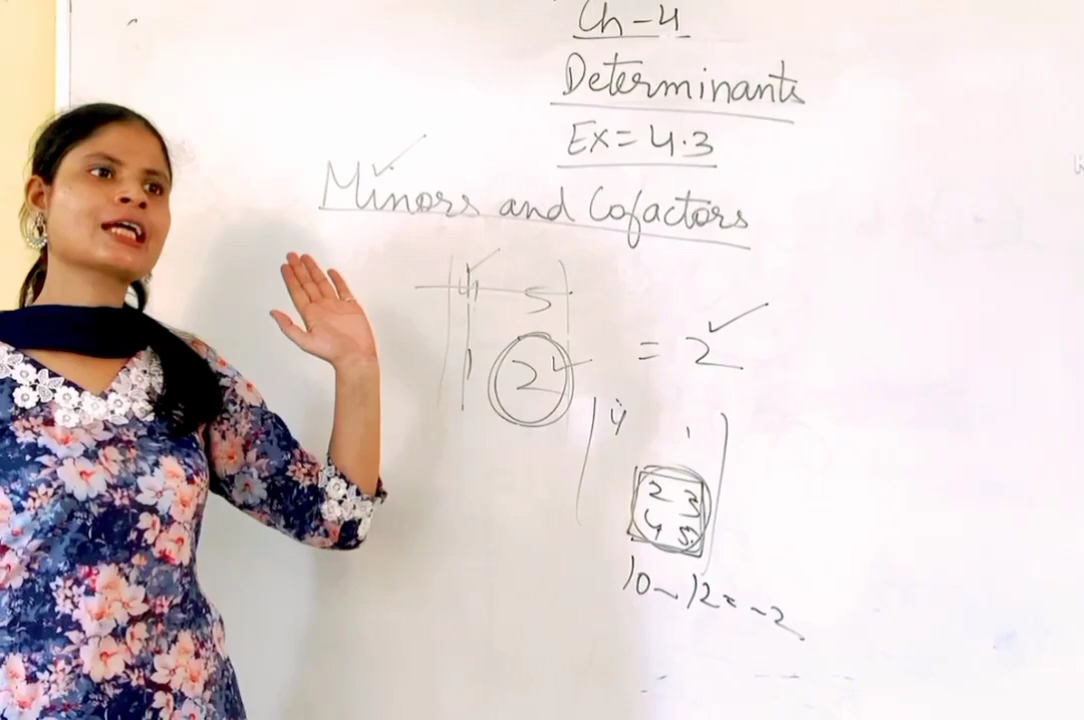 Ch-4
Determinants
Ex = 4.3
Minors and Cofactors
4 5
1 2 = 2
4 1
2 3
4 5
10 - 12 = -2